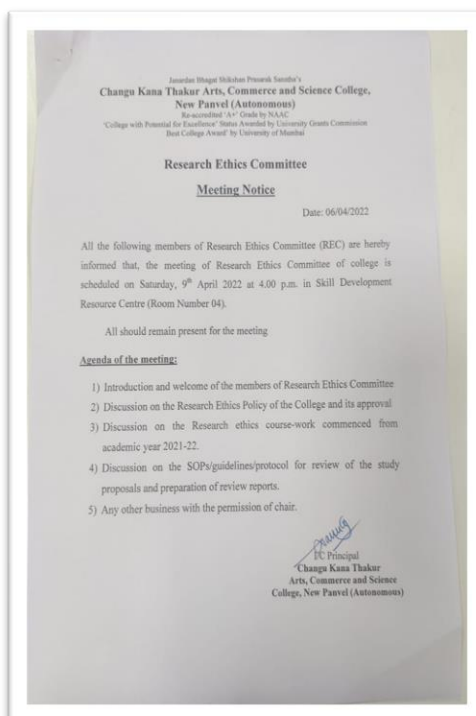 Janardan Bhagat Shikshan Prasarak Sanstha's
Changu Kana Thakur Arts, Commerce and Science College,
New Panvel (Autonomous)
Re-accredited 'A+' Grade by NAAC
'College with Potential for Excellence' Status Awarded by University Grants Commission
Best College Award' by University of Mumbai
Research Ethics Committee
Meeting Notice
Date: 06/04/2022
All the following members of Research Ethics Committee (REC) are hereby
informed that, the meeting of Research Ethics Committee of college is
scheduled on Saturday, 9th April 2022 at 4.00 p.m. in Skill Development
Resource Centre (Room Number 04).
All should remain present for the meeting
Agenda of the meeting:
1) Introduction and welcome of the members of Research Ethics Committee
2) Discussion on the Research Ethics Policy of the College and its approval
3) Discussion on the Research ethics course-work commenced from
academic year 2021-22.
4) Discussion on the SOPs/guidelines/protocol for review of the study
proposals and preparation of review reports.
5) Any other business with the permission of chair.
I/C Principal
Changu Kana Thakur
Arts, Commerce and Science
College, New Panvel (Autonomous)